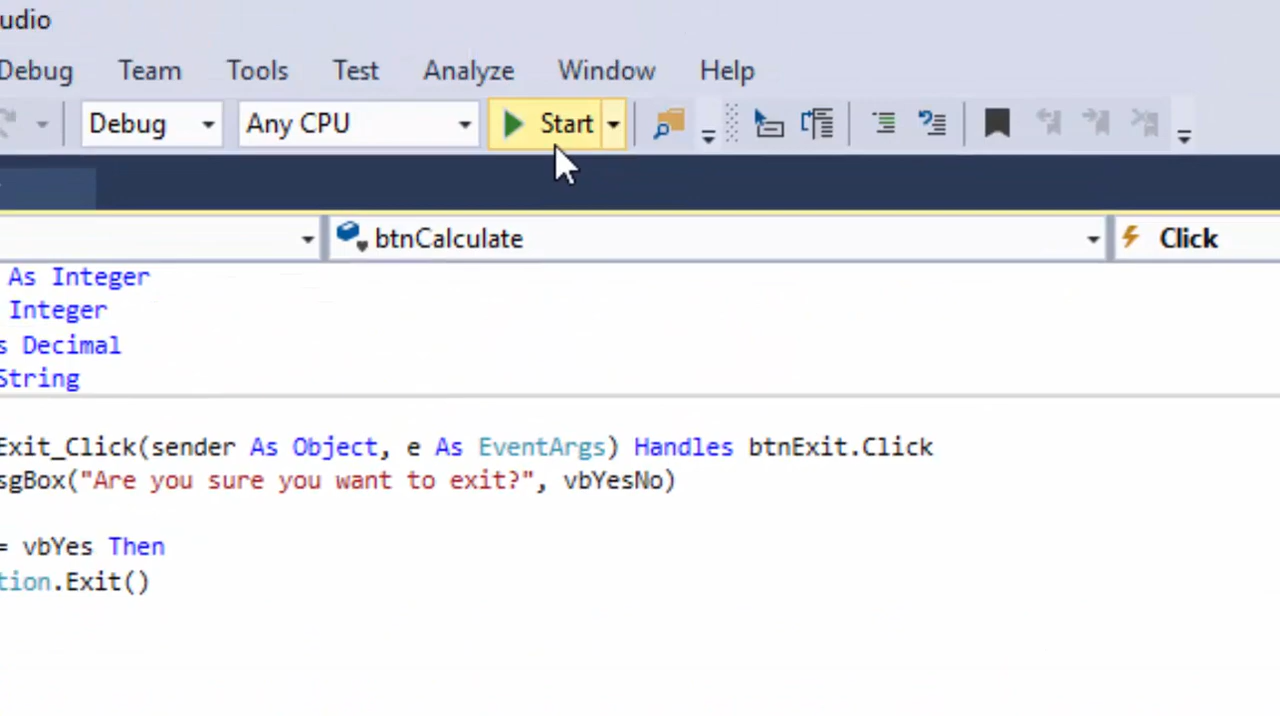 udio
Debug Team Tools Test Analyze Window Help
Debug Any CPU Start
btnCalculate Click
As Integer
Integer
s Decimal
String
Exit_Click(sender As Object, e As EventArgs) Handles btnExit.Click
sgBox("Are you sure you want to exit?", vbYesNo)
= vbYes Then
tion.Exit()